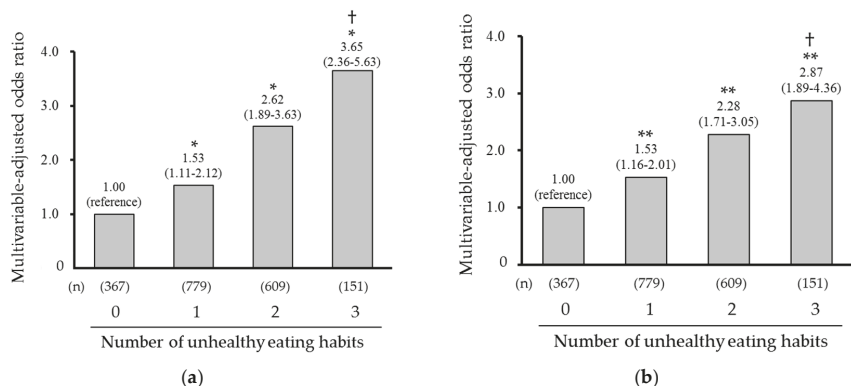 Multivariable-adjusted odds ratio
4.0
3.0
2.0
1.0
0
1.00
(reference)
*
1.53
(1.11-2.12)
*
2.62
(1.89-3.63)
†
*
3.65
(2.36-5.63)
(n) (367) (779) (609) (151)
0 1 2 3
Number of unhealthy eating habits
(a)
Multivariable-adjusted odds ratio
4.0
3.0
2.0
1.0
0
1.00
(reference)
**
1.53
(1.16-2.01)
**
2.28
(1.71-3.05)
†
**
2.87
(1.89-4.36)
(n) (367) (779) (609) (151)
0 1 2 3
Number of unhealthy eating habits
(b)